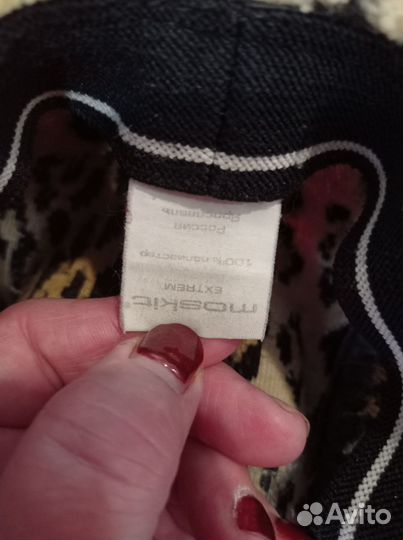 moskit
EXTREM
100% полиэстер
Россия
Ярославль
Avito